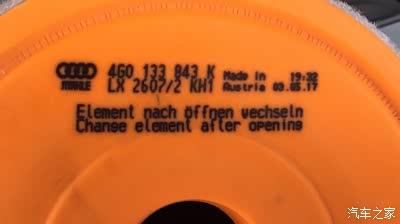 4G0 133 843 K Made in 19:32
MAHLE LX 2607/2 KH1 Austria 03.05.17
Element nach öffnen wechseln
Change element after opening
汽车之家